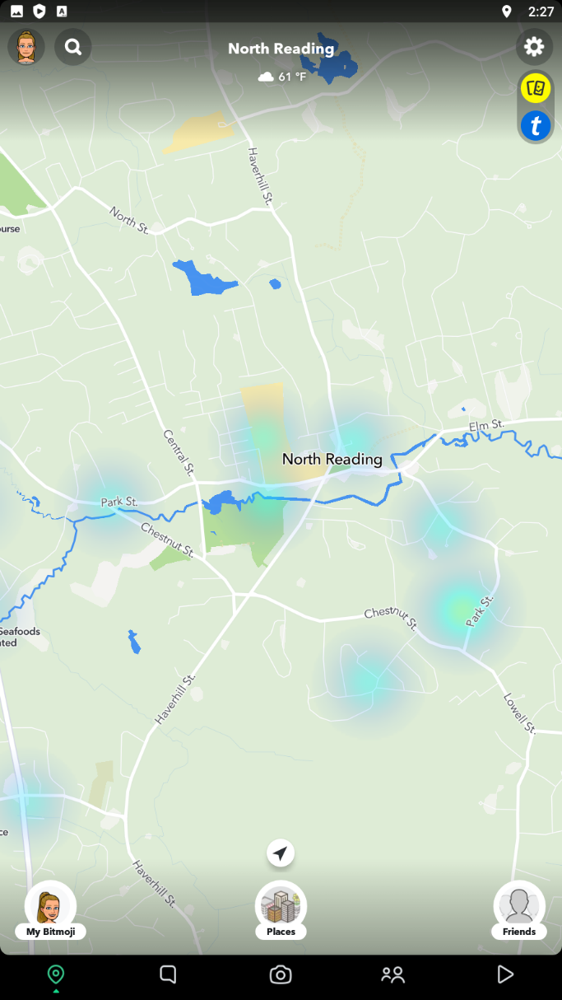 2:27
North Reading
61 °F
t
Haverhill St.
North St.
ourse
Central St.
Elm St.
North Reading
Park St.
Chestnut St.
Park St.
Chestnut St.
Seafoods
ated
Haverhill St.
Lowell St.
ce
Haverhill St.
My Bitmoji
Places
Friends